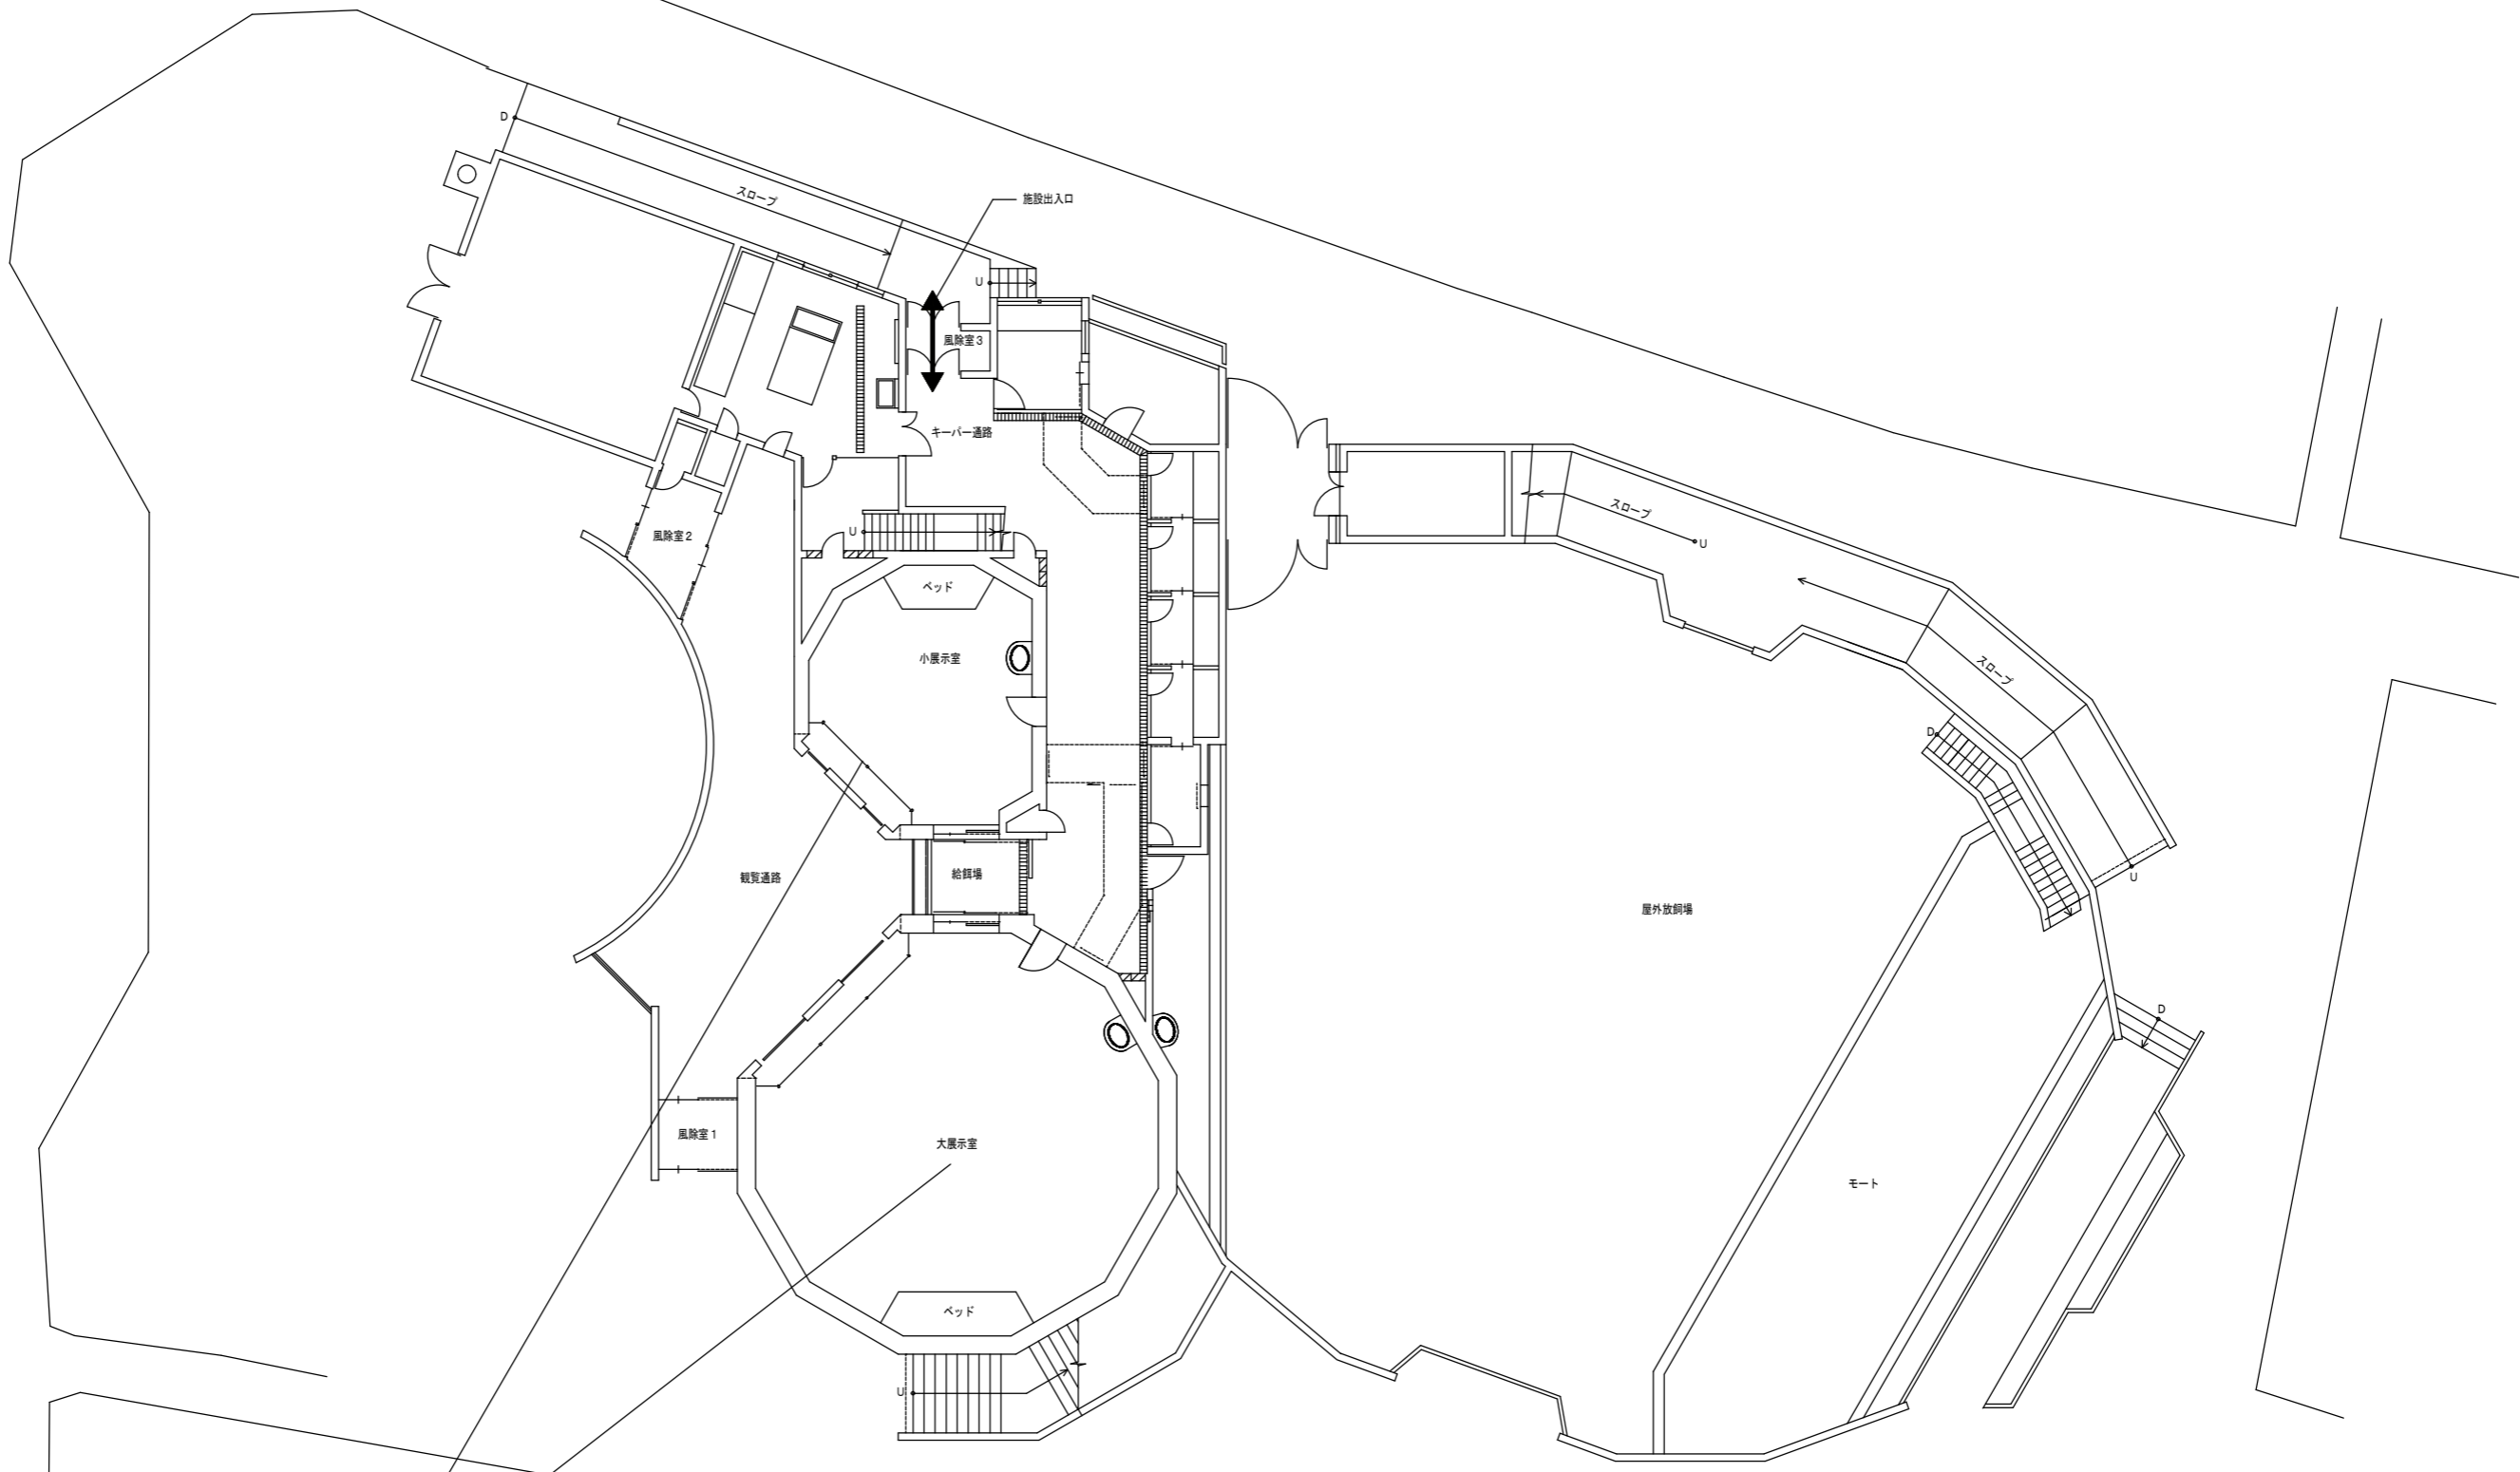 D
スロープ
施設出入口
U
風除室3
キーパー通路
スロープ
U
U
風除室2
ベッド
小展示室
スロープ
D
観覧通路
給餌場
U
屋外放飼場
D
風除室1
大展示室
モート
ベッド
U